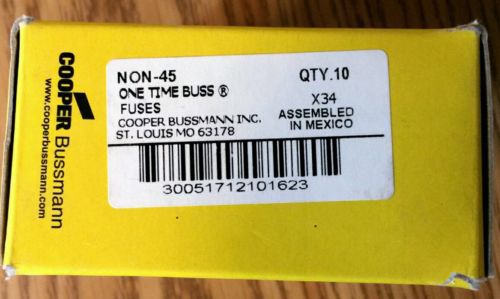 COOPER Bussmann
www.cooperbussmann.com
NON-45
QTY.10
ONE TIME BUSS ®
FUSES
X34
COOPER BUSSMANN INC.
ASSEMBLED
ST. LOUIS MO 63178
IN MEXICO
30051712101623